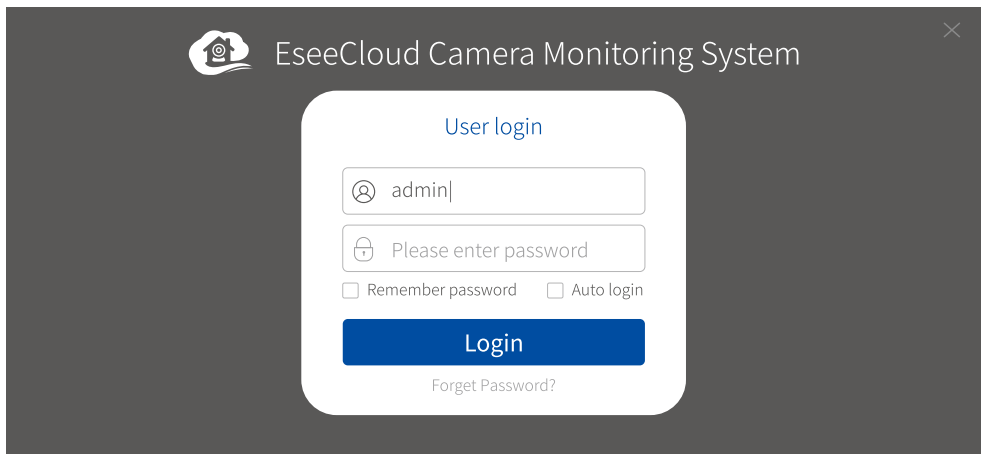 EseeCloud Camera Monitoring System
User login
admin
Please enter password
Remember password Auto login
Login
Forget Password?